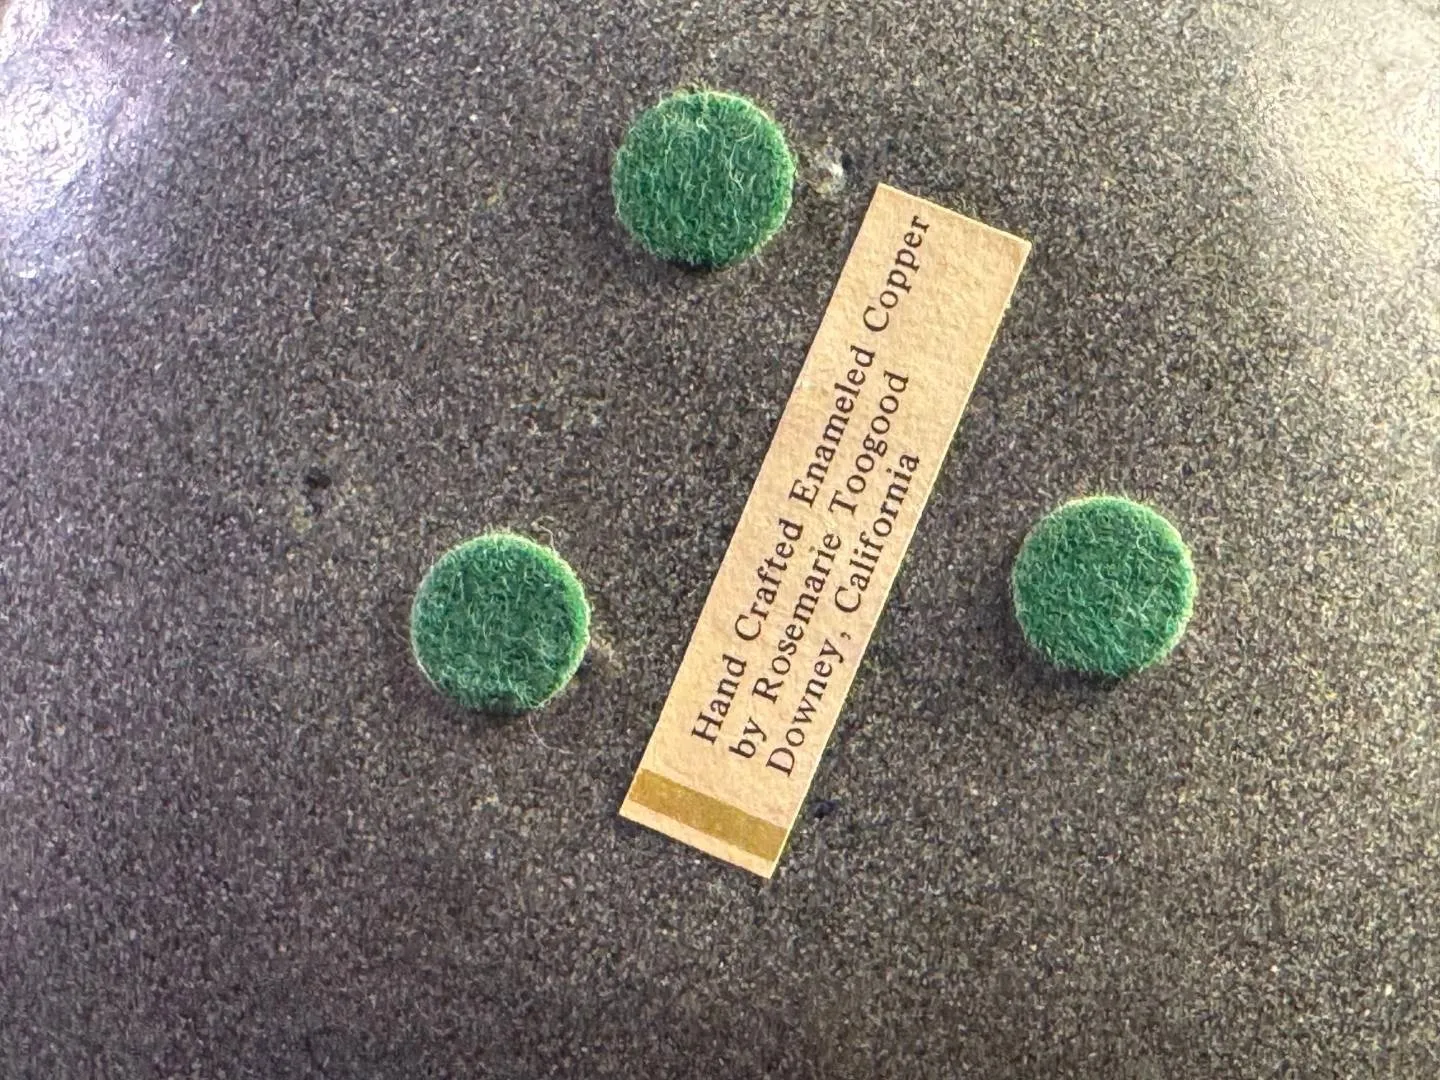 Hand Crafted Enameled Copper
by Rosemarie Toogood
Downey, California